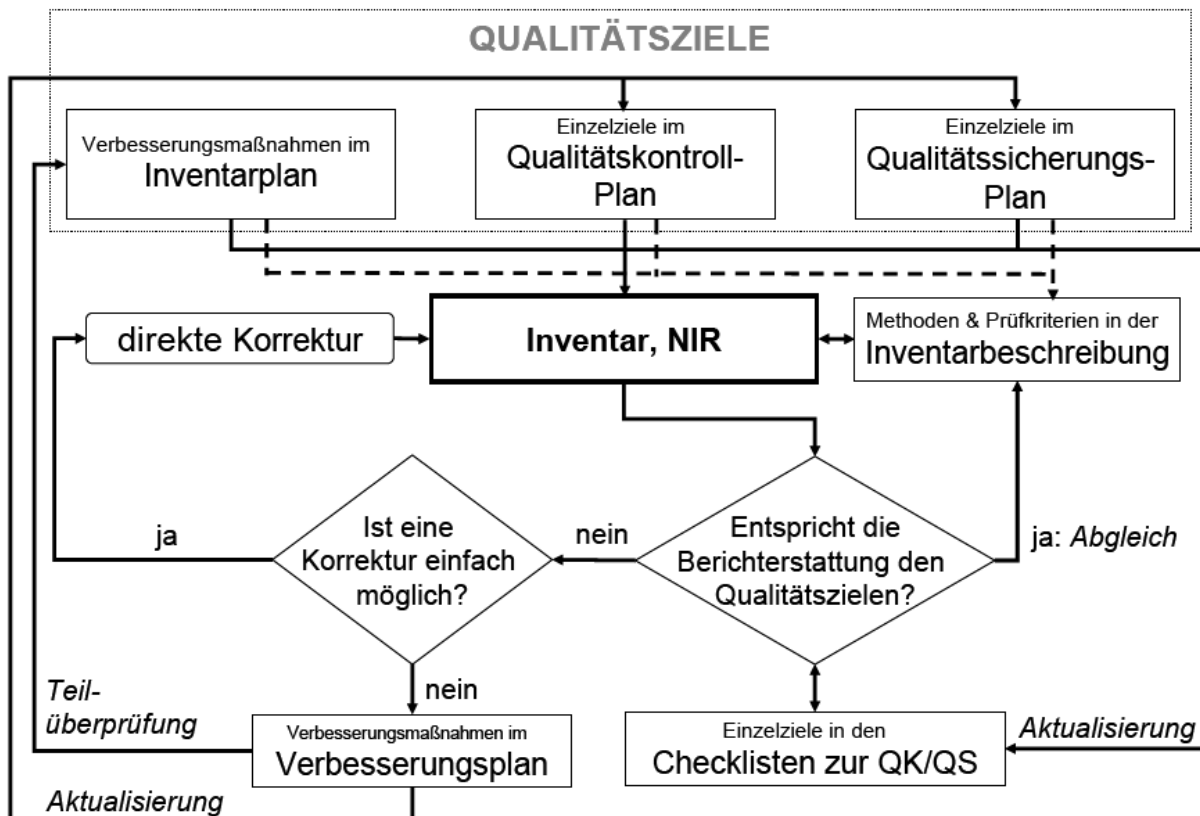 QUALITÄTSZIELE
Verbesserungsmaßnahmen im
Inventarplan
Einzelziele im
Qualitätskontroll-
Plan
Einzelziele im
Qualitätssicherungs-
Plan
direkte Korrektur
Inventar, NIR
Methoden & Prüfkriterien in der
Inventarbeschreibung
ja
Ist eine
Korrektur einfach
möglich?
nein
Entspricht die
Berichterstattung den
Qualitätszielen?
ja: Abgleich
Teil-
überprüfung
nein
Verbesserungsmaßnahmen im
Verbesserungsplan
Einzelziele in den
Checklisten zur QK/QS
Aktualisierung
Aktualisierung